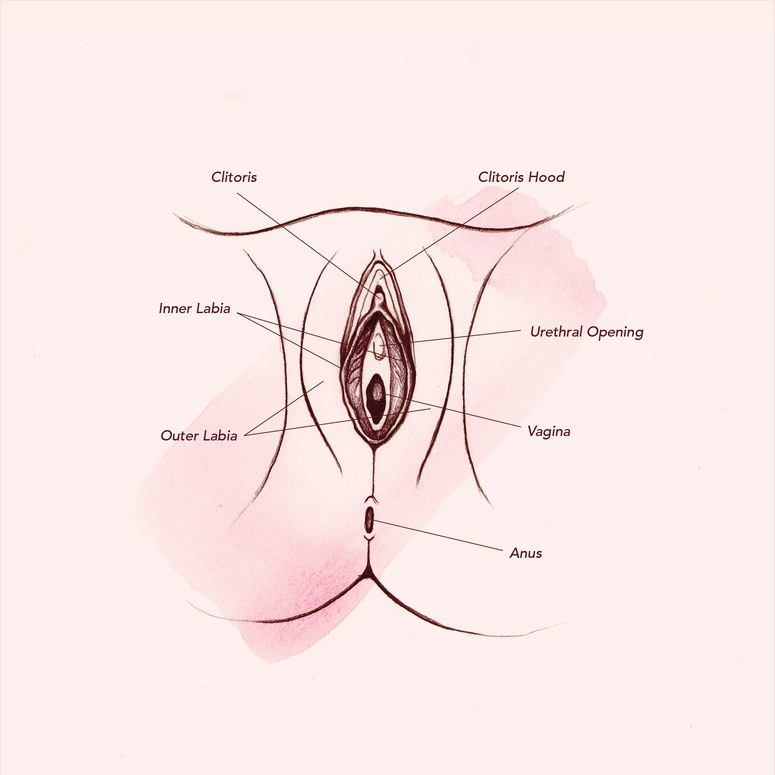 Clitoris
Clitoris Hood
Inner Labia
Urethral Opening
Outer Labia
Vagina
Anus